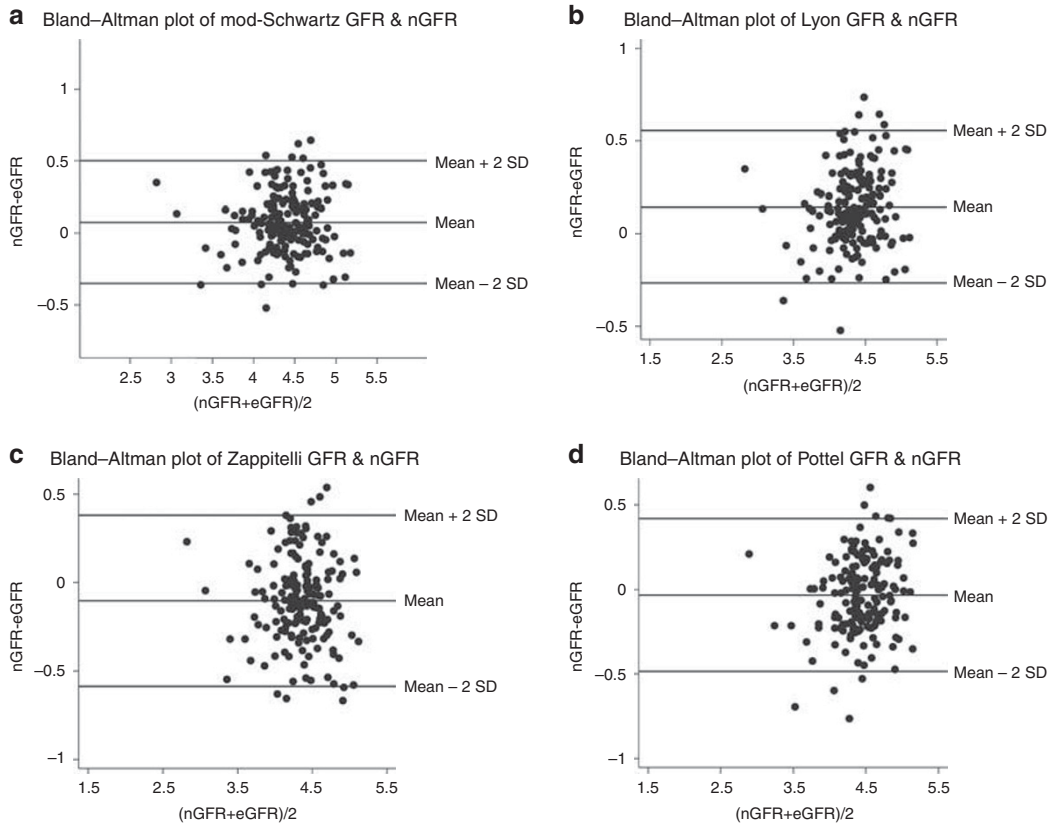 a
Bland–Altman plot of mod-Schwartz GFR & nGFR
nGFR-eGFR
1
0.5
0
–0.5
Mean + 2 SD
Mean
Mean – 2 SD
2.5 3 3.5 4 4.5 5 5.5
(nGFR+eGFR)/2
b
Bland–Altman plot of Lyon GFR & nGFR
nGFR-eGFR
1
0.5
0
–0.5
Mean + 2 SD
Mean
Mean – 2 SD
1.5 2.5 3.5 4.5 5.5
(nGFR+eGFR)/2
c
Bland–Altman plot of Zappitelli GFR & nGFR
nGFR-eGFR
0.5
0
–0.5
–1
Mean + 2 SD
Mean
Mean – 2 SD
1.5 2.5 3.5 4.5 5.5
(nGFR+eGFR)/2
d
Bland–Altman plot of Pottel GFR & nGFR
nGFR-eGFR
0.5
0
–0.5
–1
Mean + 2 SD
Mean
Mean – 2 SD
1.5 2.5 3.5 4.5 5.5
(nGFR+eGFR)/2